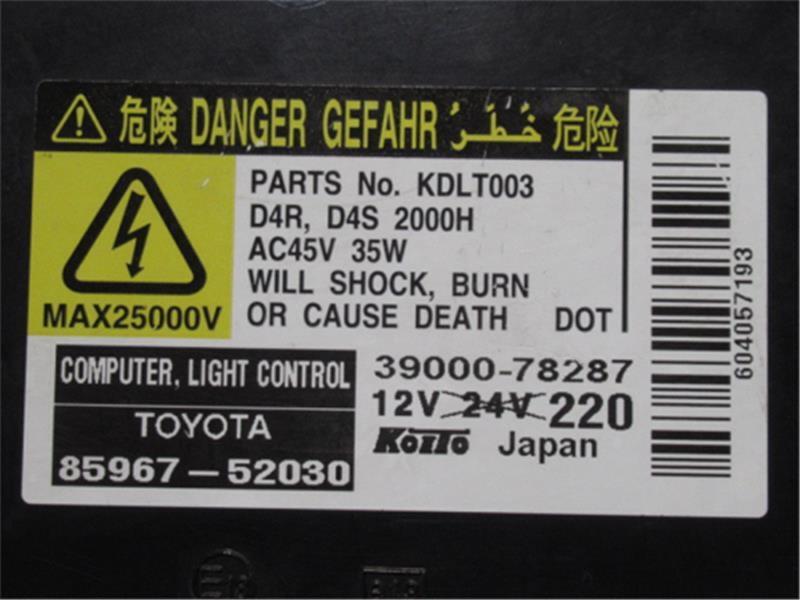 危険 DANGER GEFAHR خطر 危险
PARTS No. KDLT003
D4R, D4S 2000H
AC45V 35W
WILL SHOCK, BURN
OR CAUSE DEATH DOT
MAX25000V
COMPUTER, LIGHT CONTROL
TOYOTA
85967-52030
39000-78287
12V 24V 220
KOITO Japan
604057193